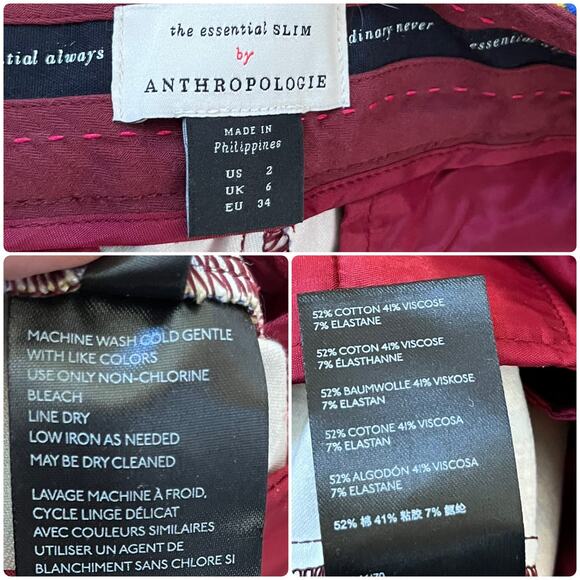 tial always
the essential SLIM
by
ANTHROPOLOGIE
dinary never
essential
MADE IN
Philippines
US 2
UK 6
EU 34
MACHINE WASH COLD GENTLE
WITH LIKE COLORS
USE ONLY NON-CHLORINE
BLEACH
LINE DRY
LOW IRON AS NEEDED
MAY BE DRY CLEANED
LAVAGE MACHINE À FROID,
CYCLE LINGE DÉLICAT
AVEC COULEURS SIMILAIRES
UTILISER UN AGENT DE
BLANCHIMENT SANS CHLORE SI
52% COTTON 41% VISCOSE
7% ELASTANE
52% COTON 41% VISCOSE
7% ÉLASTHANNE
52% BAUMWOLLE 41% VISKOSE
7% ELASTAN
52% COTONE 41% VISCOSA
7% ELASTAN
52% ALGODÓN 41% VISCOSA
7% ELASTANE
52% 棉 41% 粘胶 7% 氨纶